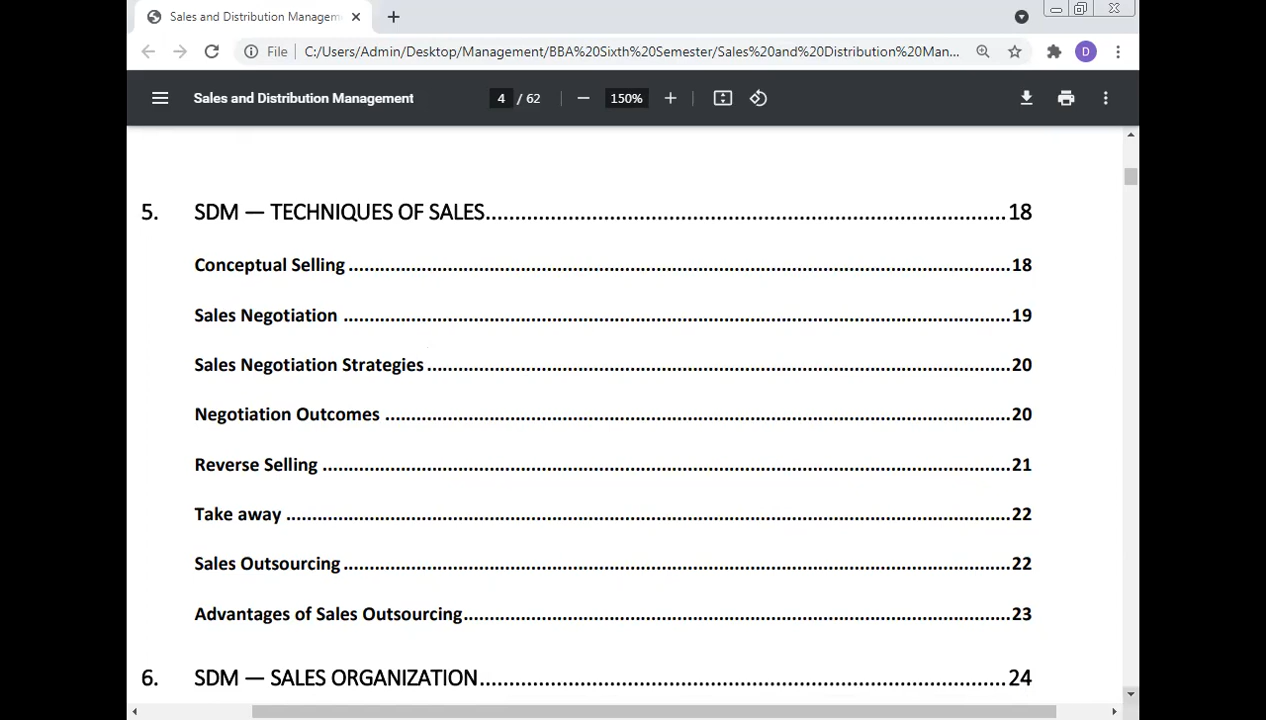 Sales and Distribution Managem
File C:/Users/Admin/Desktop/Management/BBA%20Sixth%20Semester/Sales%20and%20Distribution%20Man... D
Sales and Distribution Management 4 / 62 150%
5. SDM — TECHNIQUES OF SALES.......................................................................................18
Conceptual Selling ..............................................................................................................18
Sales Negotiation ...............................................................................................................19
Sales Negotiation Strategies ................................................................................................20
Negotiation Outcomes ........................................................................................................20
Reverse Selling ...................................................................................................................21
Take away ..........................................................................................................................22
Sales Outsourcing ...............................................................................................................22
Advantages of Sales Outsourcing..........................................................................................23
6. SDM — SALES ORGANIZATION........................................................................................24